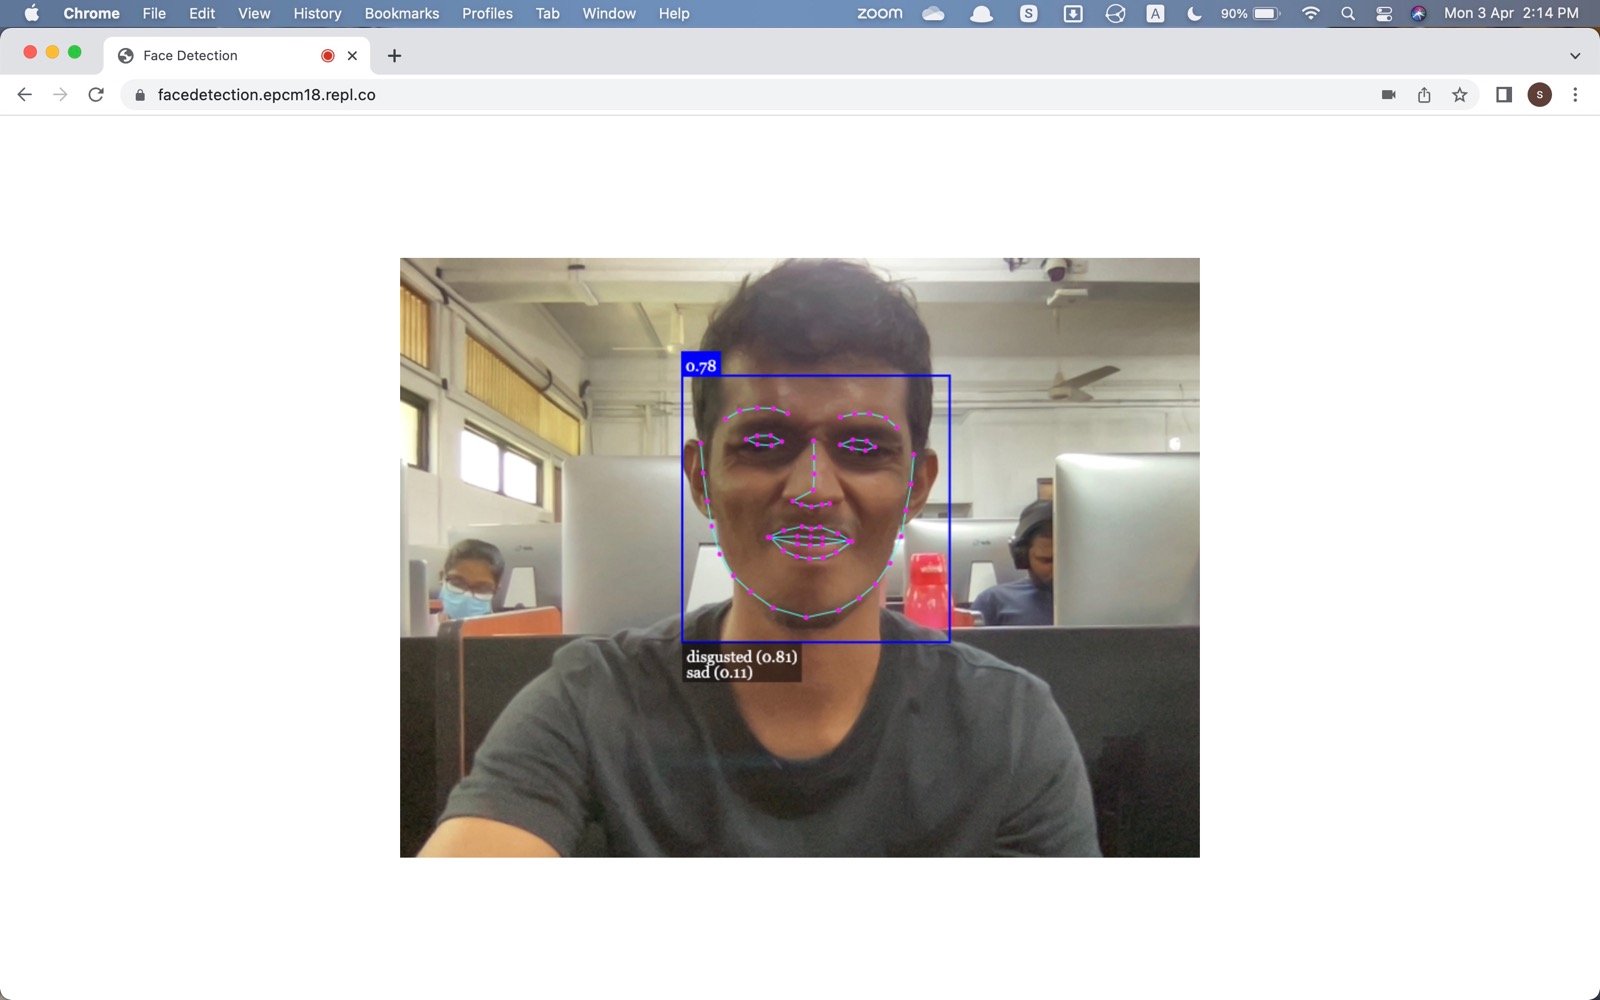 Chrome File Edit View History Bookmarks Profiles Tab Window Help zoom S A 90% Mon 3 Apr 2:14 PM
Face Detection
facedetection.epcm18.repl.co S
0.78
disgusted (0.81)
sad (0.11)